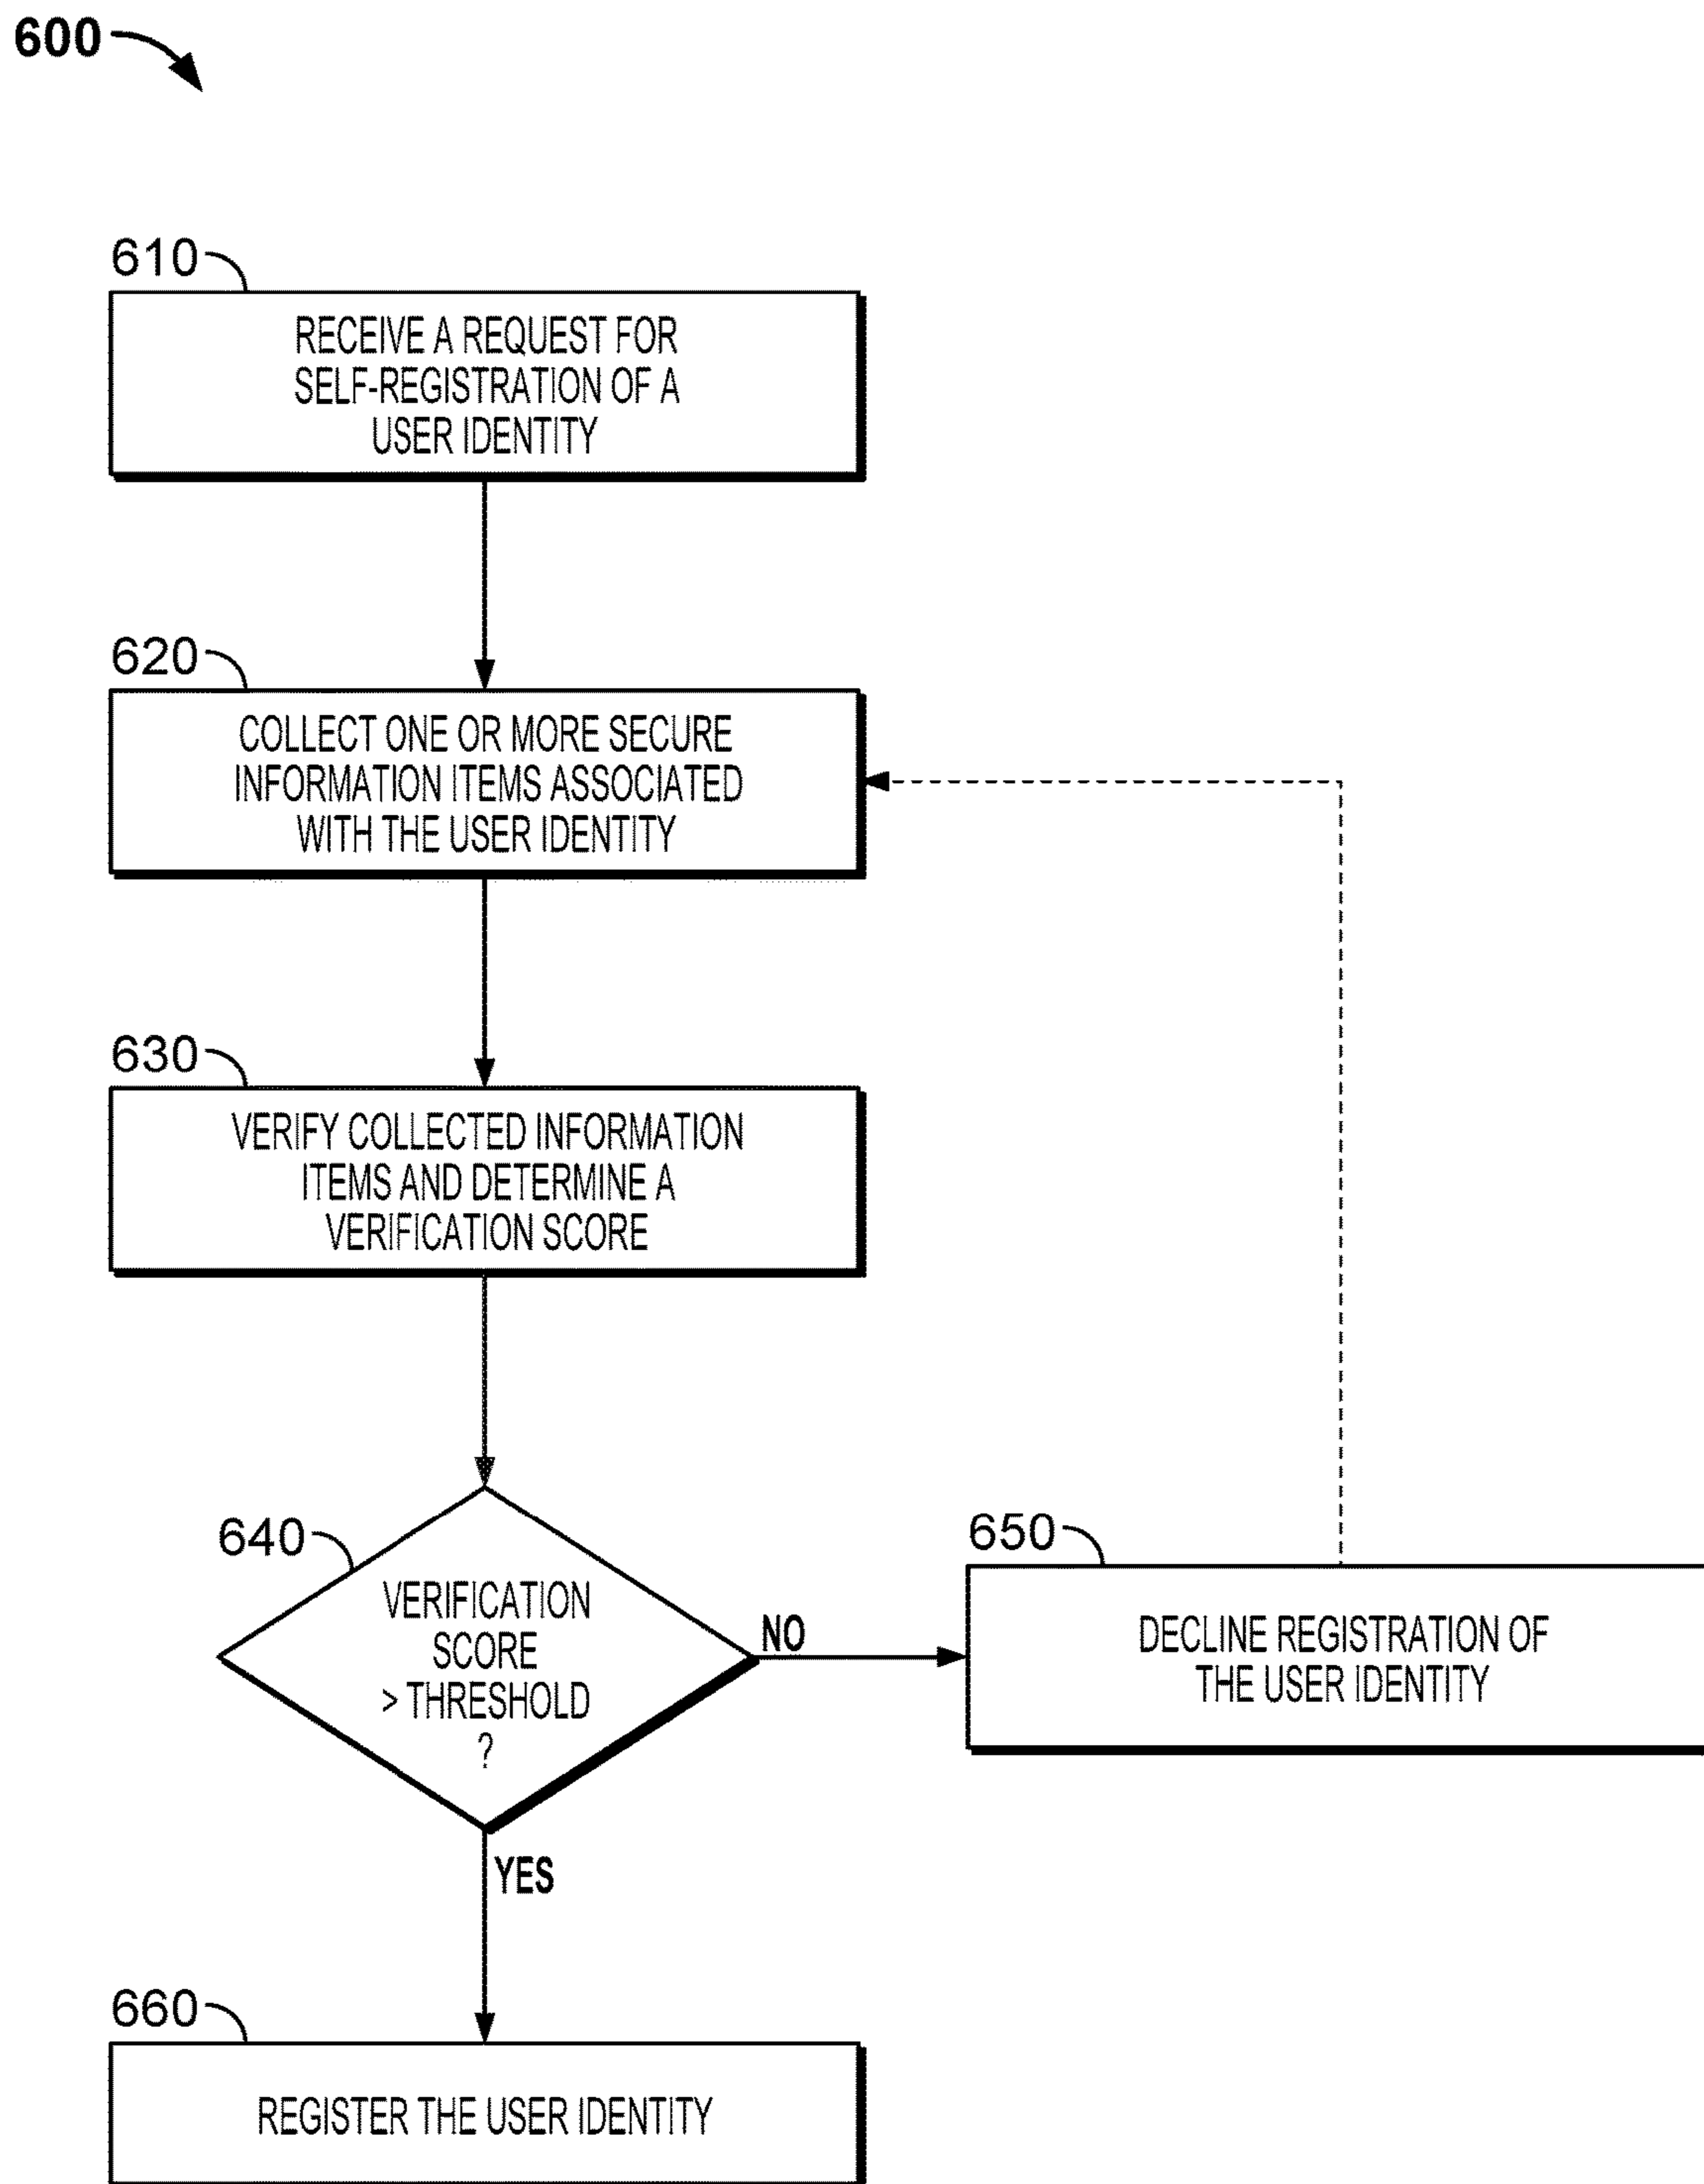 600
610
RECEIVE A REQUEST FOR
SELF-REGISTRATION OF A
USER IDENTITY
620
COLLECT ONE OR MORE SECURE
INFORMATION ITEMS ASSOCIATED
WITH THE USER IDENTITY
630
VERIFY COLLECTED INFORMATION
ITEMS AND DETERMINE A
VERIFICATION SCORE
640
VERIFICATION
SCORE
> THRESHOLD
?
NO
650
DECLINE REGISTRATION OF
THE USER IDENTITY
YES
660
REGISTER THE USER IDENTITY